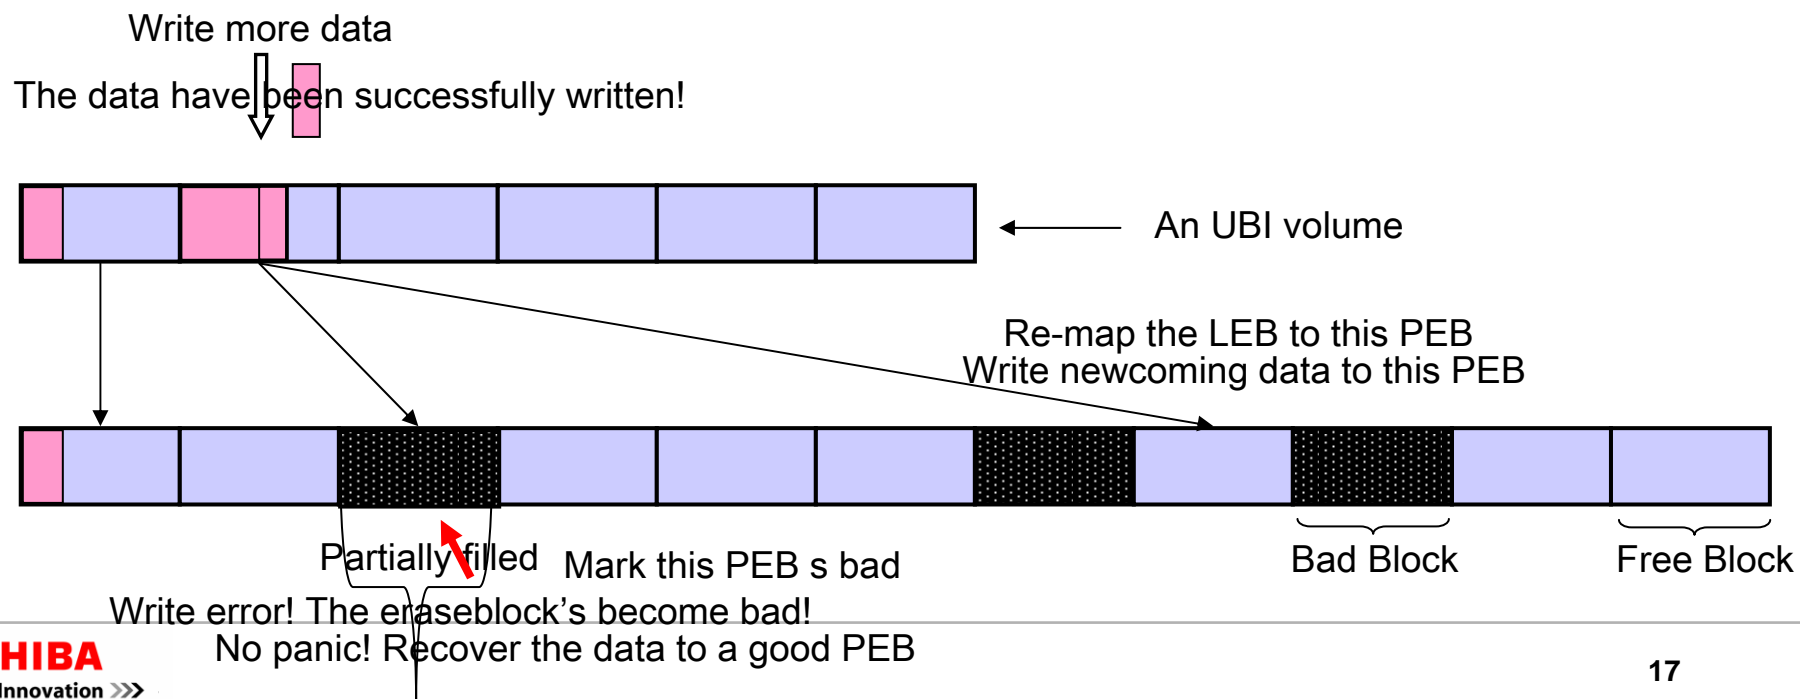 Write more data
The data have been successfully written!
An UBI volume
Re-map the LEB to this PEB
Write newcoming data to this PEB
Partially filled
Mark this PEB s bad
Bad Block
Free Block
Write error! The eraseblock's become bad!
No panic! Recover the data to a good PEB
HIBA
Innovation >>>
17